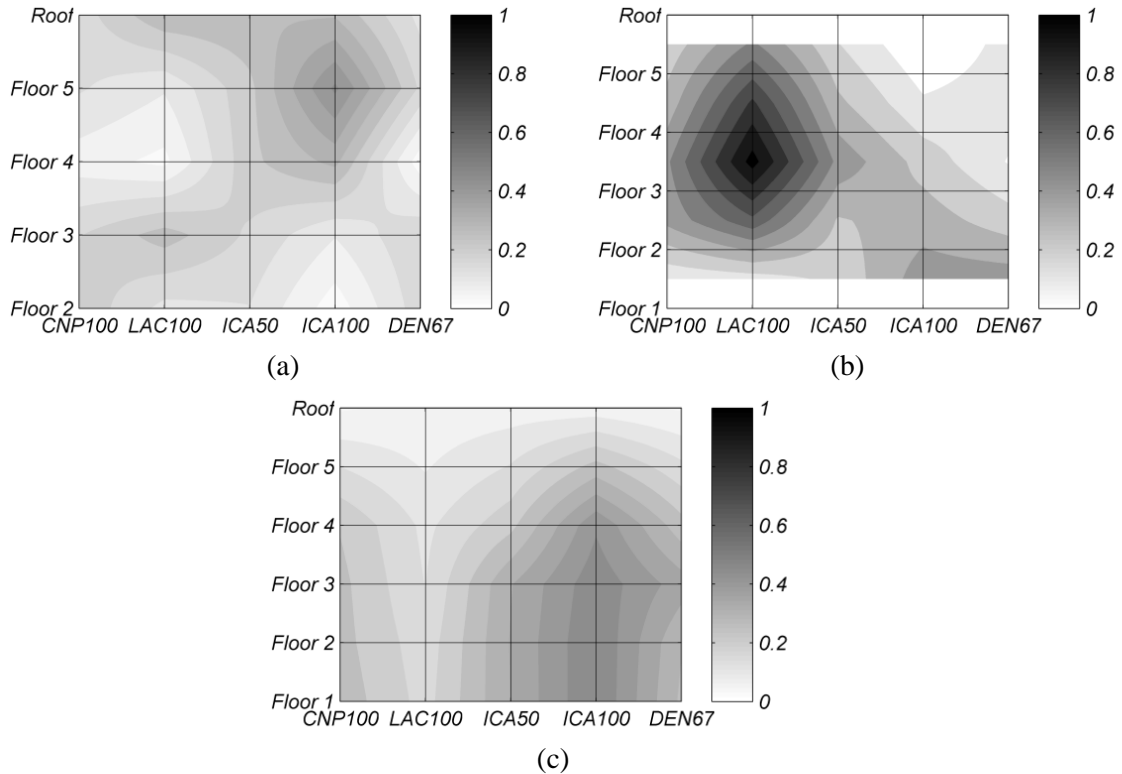 Roof
Floor 5
Floor 4
Floor 3
Floor 2
CNP100 LAC100 ICA50 ICA100 DEN67
1
0.8
0.6
0.4
0.2
0
(a)
Floor 5
Floor 4
Floor 3
Floor 2
Floor 1
CNP100 LAC100 ICA50 ICA100 DEN67
Roof
1
0.8
0.6
0.4
0.2
0
(b)
Roof
Floor 5
Floor 4
Floor 3
Floor 2
Floor 1
CNP100 LAC100 ICA50 ICA100 DEN67
1
0.8
0.6
0.4
0.2
0
(c)